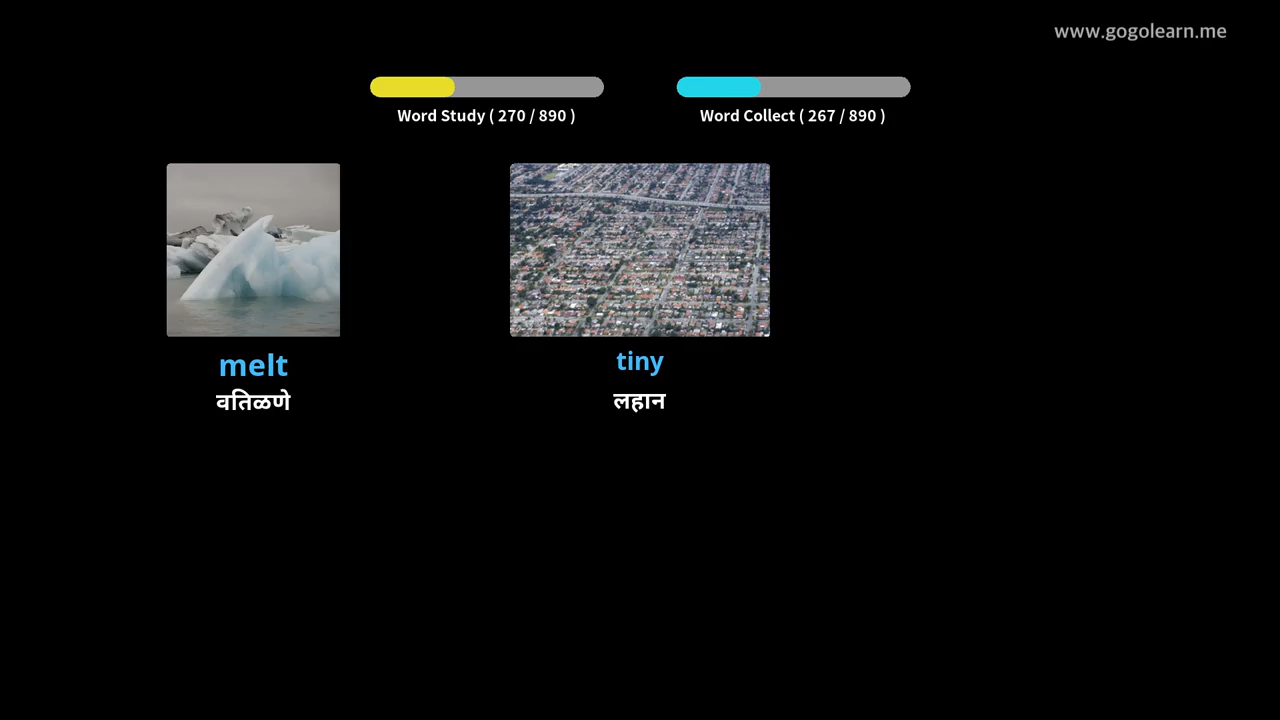 www.gogolearn.me
Word Study ( 270 / 890 )
Word Collect ( 267 / 890 )
melt
वतिळणे
tiny
लहान